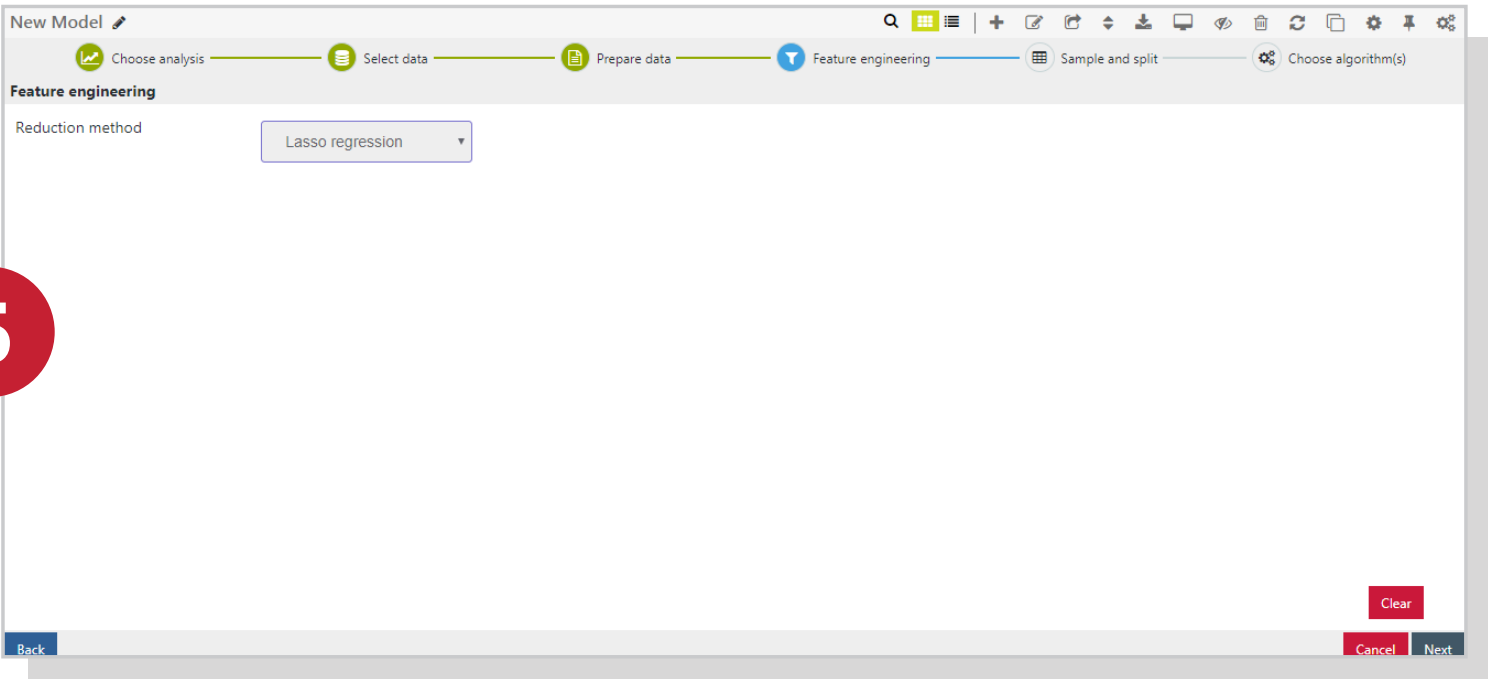 New Model
Choose analysis Select data Prepare data Feature engineering Sample and split Choose algorithm(s)
Feature engineering
Reduction method Lasso regression
5
Clear
Back Cancel Next